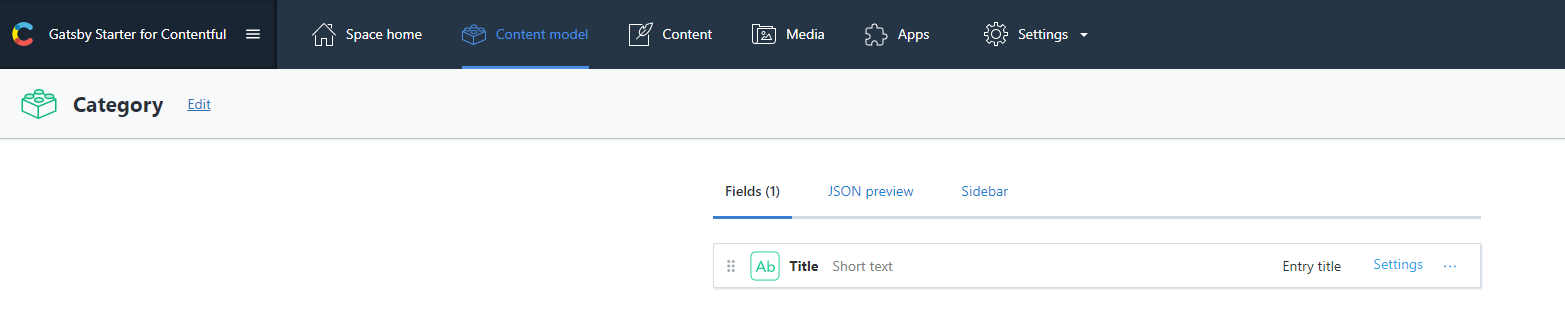 Gatsby Starter for Contentful Space home Content model Content Media Apps Settings
Category Edit
Fields (1) JSON preview Sidebar
Ab Title Short text Entry title Settings ...